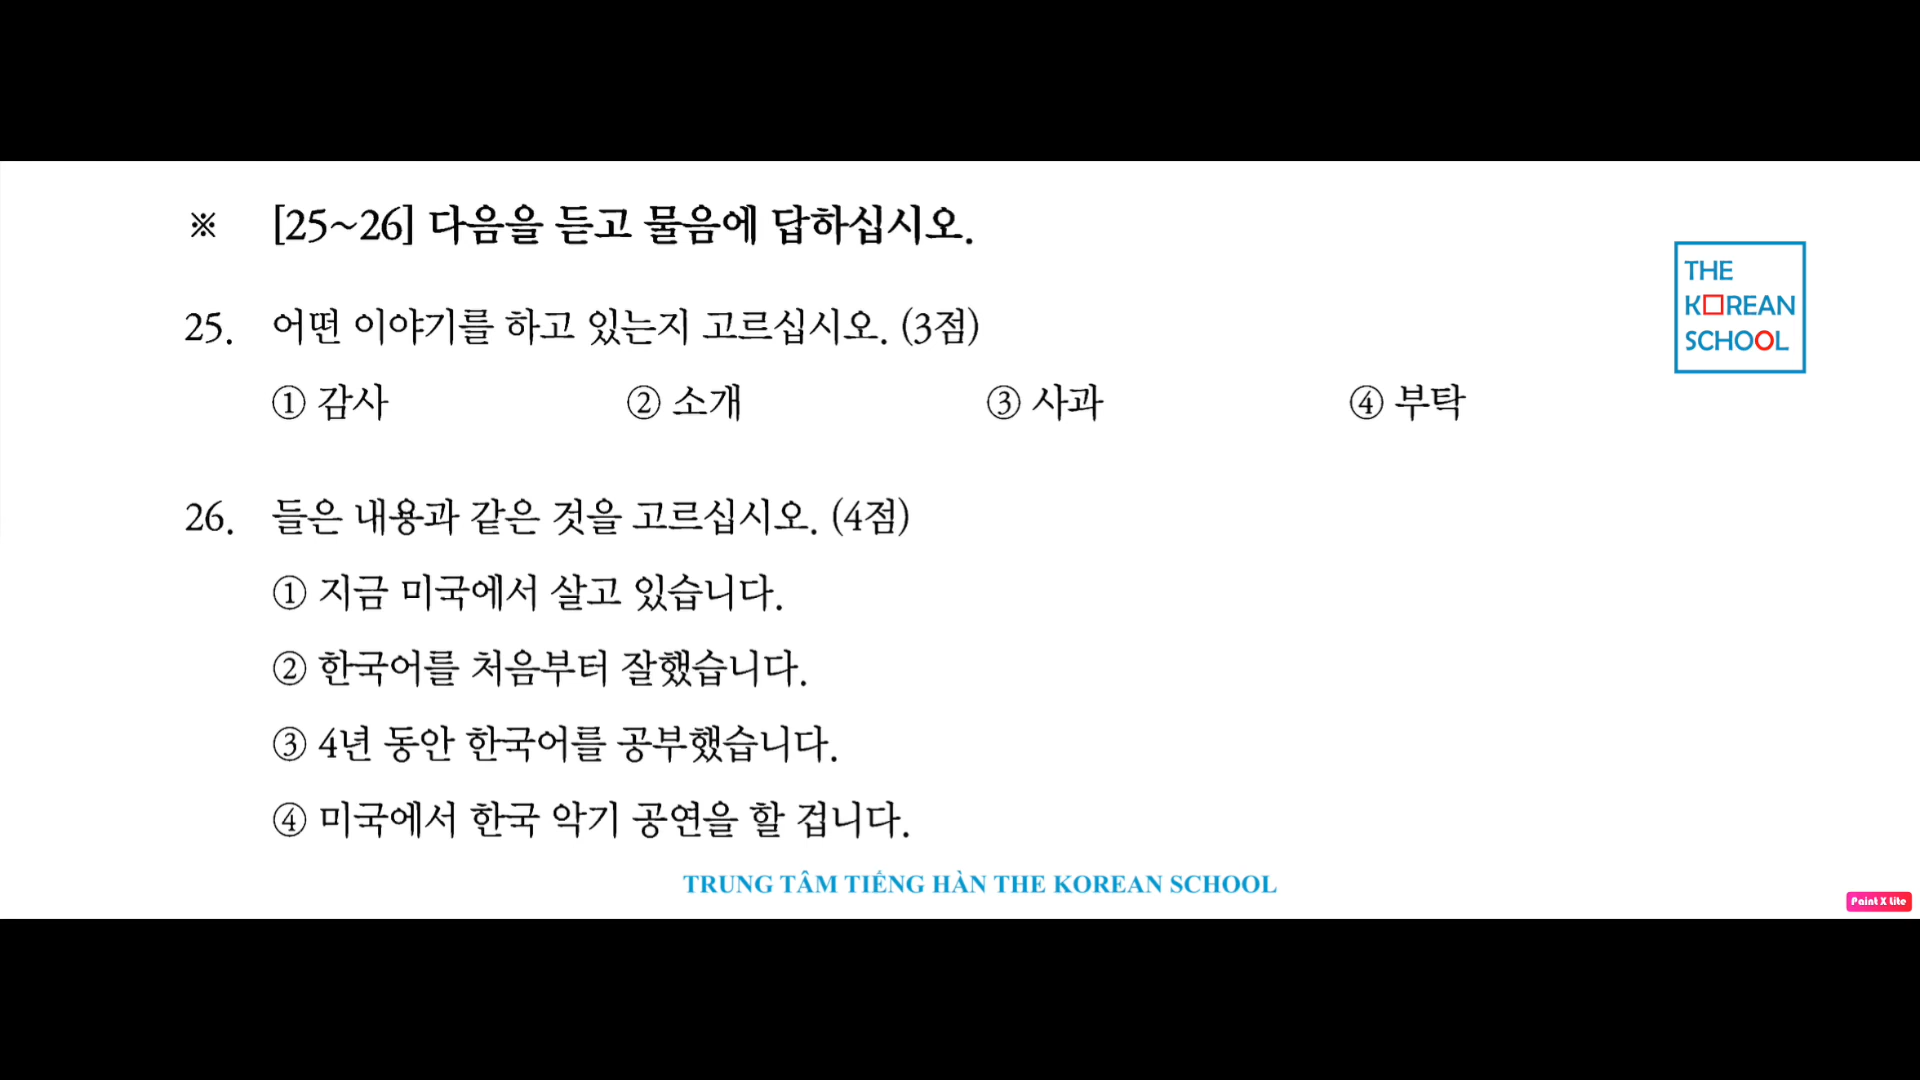 ※ [25~26] 다음을 듣고 물음에 답하십시오.
THE
KOREAN
SCHOOL
25. 어떤 이야기를 하고 있는지 고르십시오. (3점)
① 감사 ② 소개 ③ 사과 ④ 부탁
26. 들은 내용과 같은 것을 고르십시오. (4점)
① 지금 미국에서 살고 있습니다.
② 한국어를 처음부터 잘했습니다.
③ 4년 동안 한국어를 공부했습니다.
④ 미국에서 한국 악기 공연을 할 겁니다.
TRUNG TÂM TIẾNG HÀN THE KOREAN SCHOOL
Paint X Lite